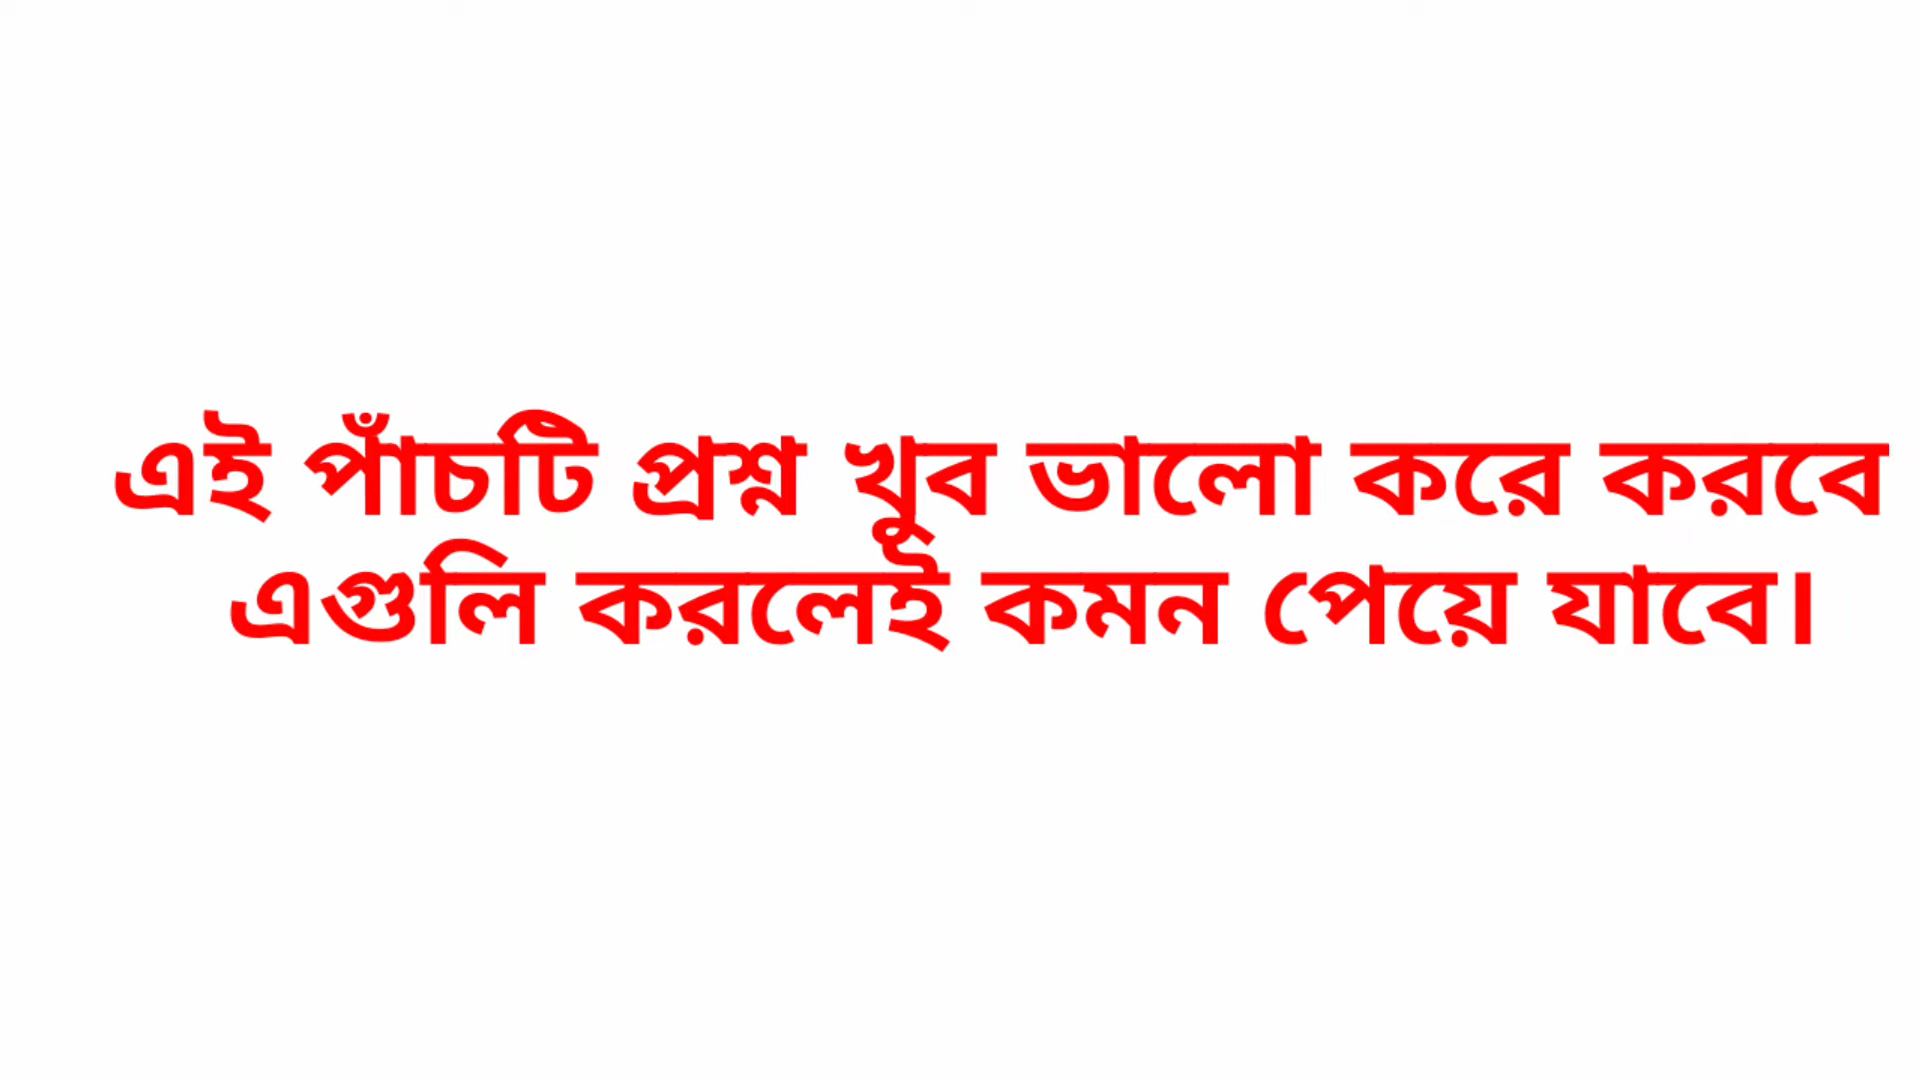 এই পাঁচটি প্রশ্ন খুব ভালো করে করবে
এগুলি করলেই কমন পেয়ে যাবে।